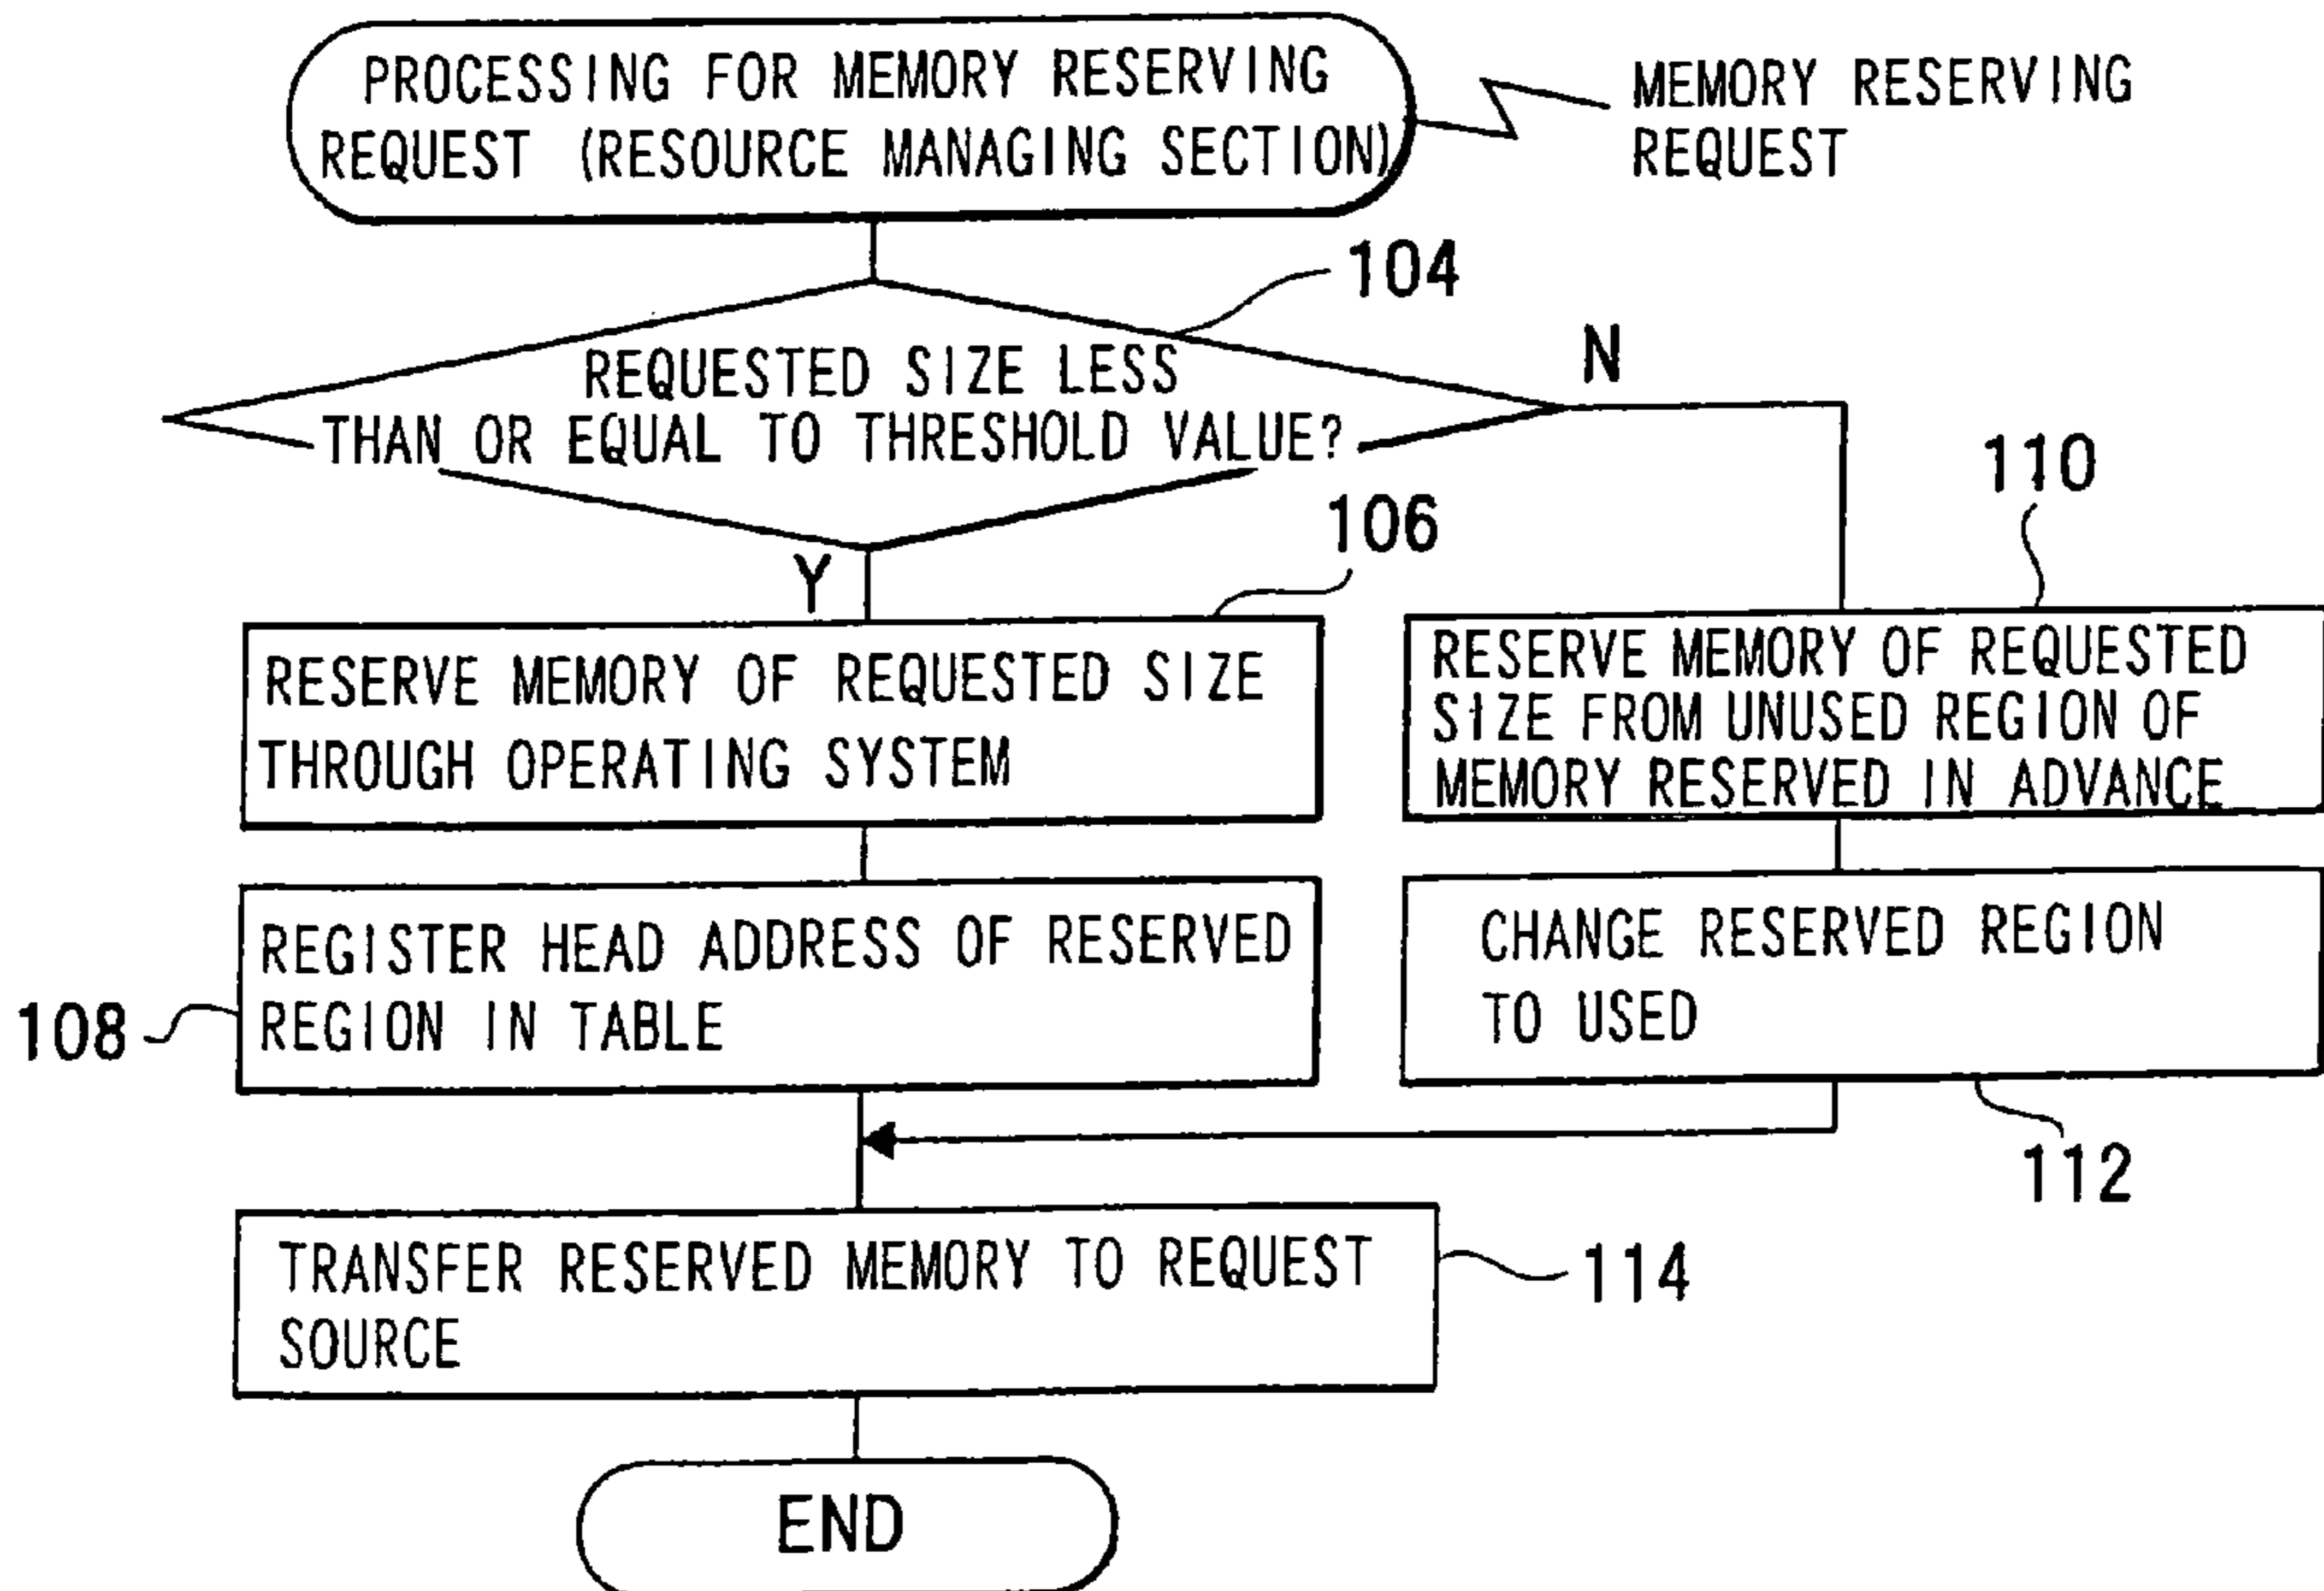 PROCESSING FOR MEMORY RESERVING
REQUEST (RESOURCE MANAGING SECTION)
MEMORY RESERVING
REQUEST
104
REQUESTED SIZE LESS
THAN OR EQUAL TO THRESHOLD VALUE?
N
Y
106
110
RESERVE MEMORY OF REQUESTED SIZE
THROUGH OPERATING SYSTEM
RESERVE MEMORY OF REQUESTED
SIZE FROM UNUSED REGION OF
MEMORY RESERVED IN ADVANCE
REGISTER HEAD ADDRESS OF RESERVED
REGION IN TABLE
108
CHANGE RESERVED REGION
TO USED
112
TRANSFER RESERVED MEMORY TO REQUEST
SOURCE
114
END